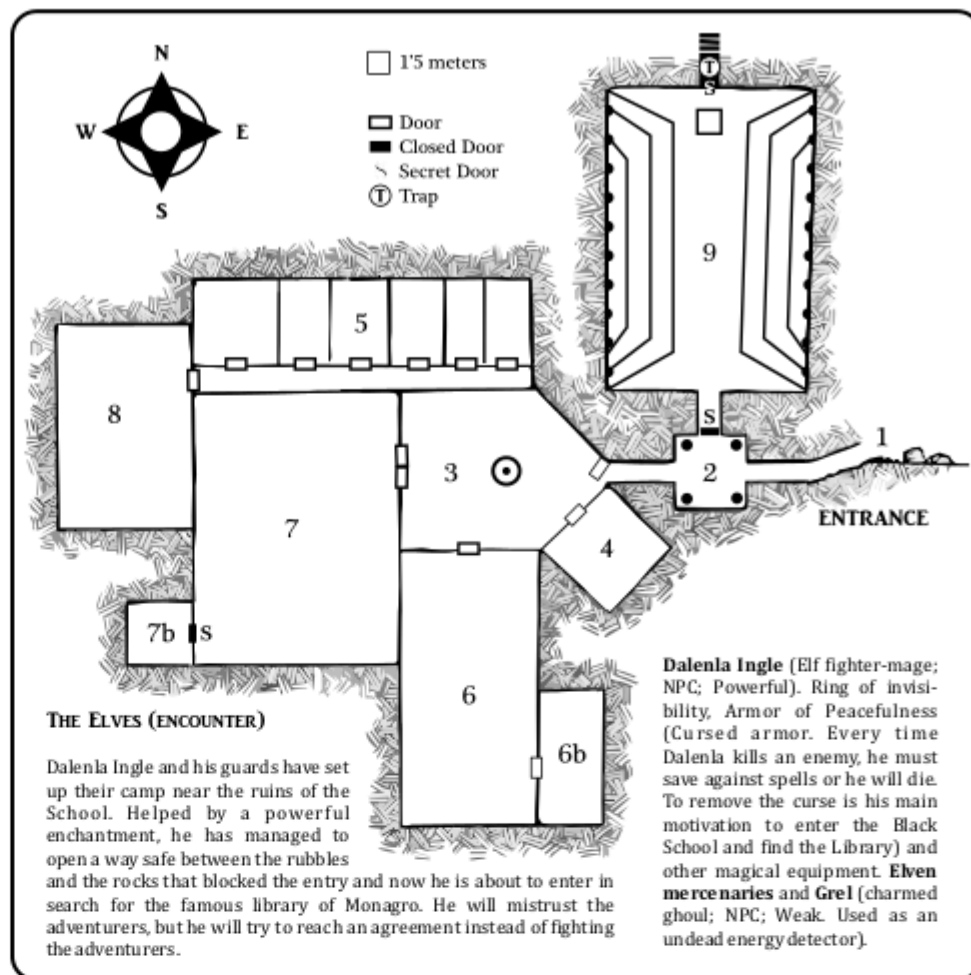 N
W E
S
1'5 meters
Door
Closed Door
S Secret Door
T Trap
T
S
9
5
8
S
1
3
2
ENTRANCE
7
4
7b S
6
6b
THE ELVES (ENCOUNTER)
Dalenla Ingle and his guards have set
up their camp near the ruins of the
School. Helped by a powerful
enchantment, he has managed to
open a way safe between the rubbles
and the rocks that blocked the entry and now he is about to enter in
search for the famous library of Monagro. He will mistrust the
adventurers, but he will try to reach an agreement instead of fighting
the adventurers.
Dalenla Ingle (Elf fighter-mage;
NPC; Powerful). Ring of invisi-
bility, Armor of Peacefulness
(Cursed armor. Every time
Dalenla kills an enemy, he must
save against spells or he will die.
To remove the curse is his main
motivation to enter the Black
School and find the Library) and
other magical equipment. Elven
mercenaries and Grel (charmed
ghoul; NPC; Weak. Used as an
undead energy detector).